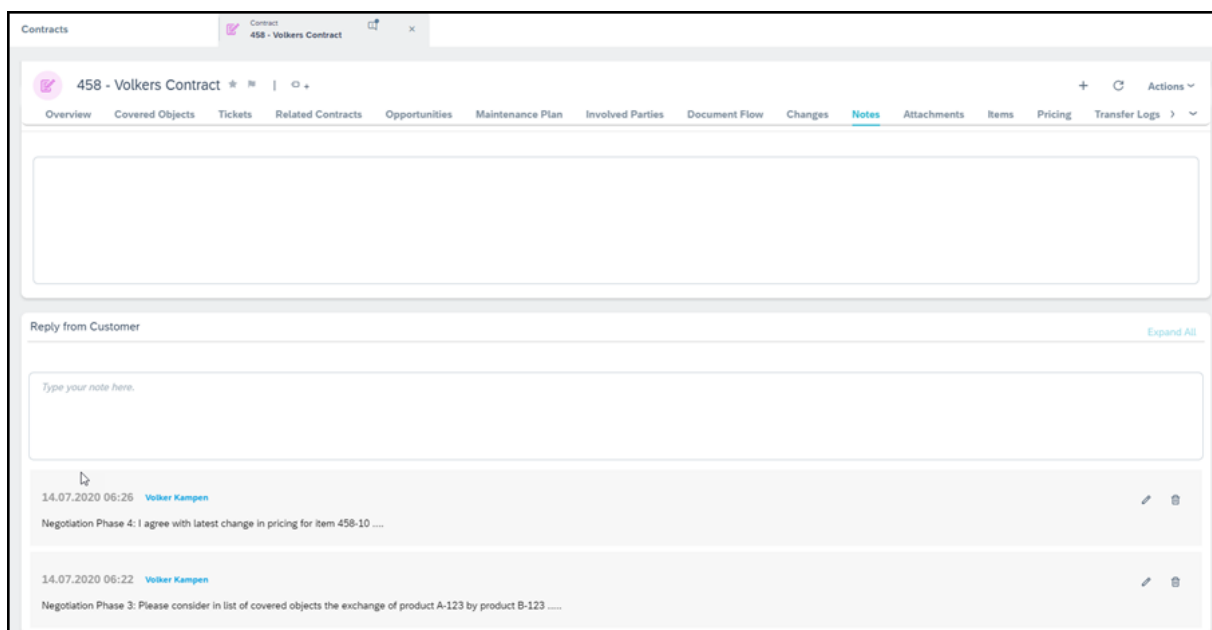 Contracts
Contract
458 - Volkers Contract
458 - Volkers Contract
Actions
Overview Covered Objects Tickets Related Contracts Opportunities Maintenance Plan Involved Parties Document Flow Changes Notes Attachments Items Pricing Transfer Logs
Reply from Customer
Expand All
Type your note here.
14.07.2020 06:26 Volker Kampen
Negotiation Phase 4: I agree with latest change in pricing for item 458-10 ....
14.07.2020 06:22 Volker Kampen
Negotiation Phase 3: Please consider in list of covered objects the exchange of product A-123 by product B-123 .....